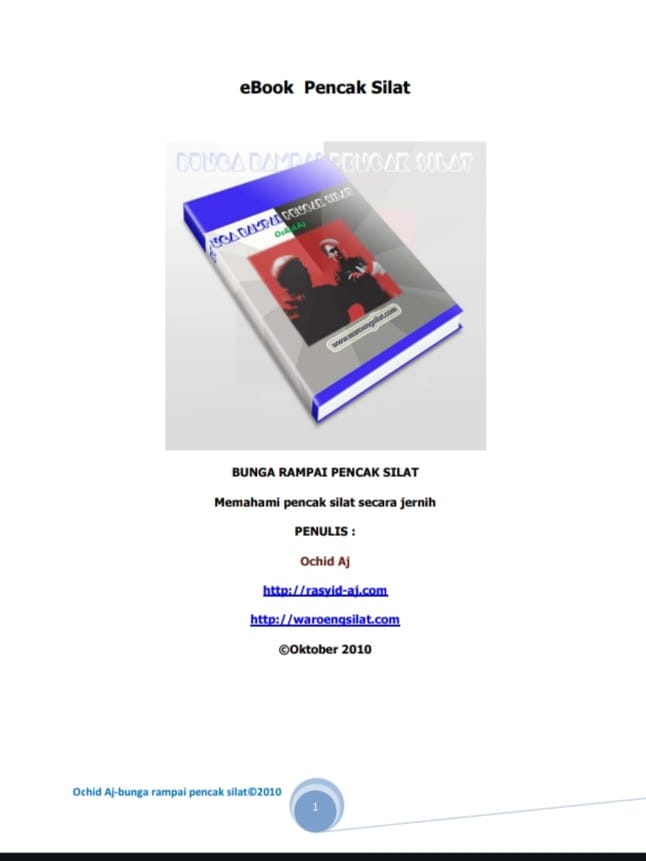 eBook Pencak Silat
BUNGA RAMPAI PENCAK SILAT
BUNGA RAMPAI PENCAK SILAT
Ochid Aj
www.waroengsilat.com
BUNGA RAMPAI PENCAK SILAT
Memahami pencak silat secara jernih
PENULIS :
Ochid Aj
http://rasyid-aj.com
http://waroengsilat.com
©Oktober 2010
Ochid Aj-bunga rampai pencak silat©2010
1